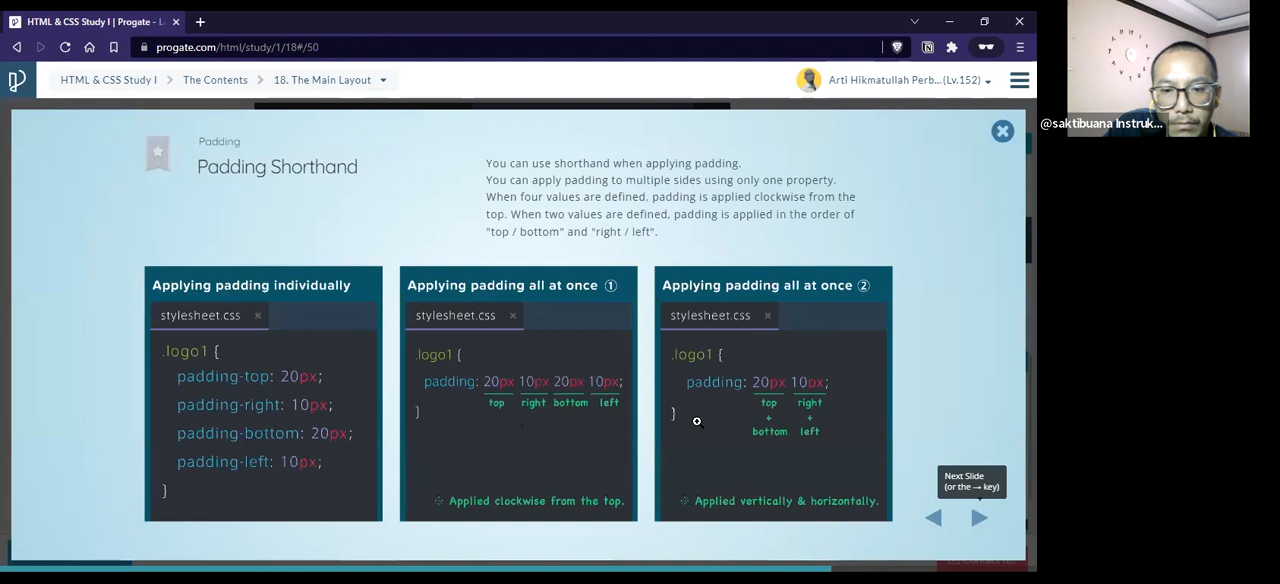 HTML & CSS Study I | Progate - L
progate.com/html/study/1/18#/50
HTML & CSS Study I
The Contents
18. The Main Layout
Arti Hikmatullah Perb...(Lv.152)
@saktibuana Instruk...
Padding
Padding Shorthand
You can use shorthand when applying padding.
You can apply padding to multiple sides using only one property.
When four values are defined, padding is applied clockwise from the
top. When two values are defined, padding is applied in the order of
"top / bottom" and "right / left".
Applying padding individually
stylesheet.css ×
.logo1 {
padding-top: 20px;
padding-right: 10px;
padding-bottom: 20px;
padding-left: 10px;
}
Applying padding all at once ①
stylesheet.css ×
.logo1 {
padding: 20px 10px 20px 10px;
top right bottom left
}
※ Applied clockwise from the top.
Applying padding all at once ②
stylesheet.css ×
.logo1 {
padding: 20px 10px;
top right
+ +
bottom left
}
※ Applied vertically & horizontally.
Next Slide
(or the → key)